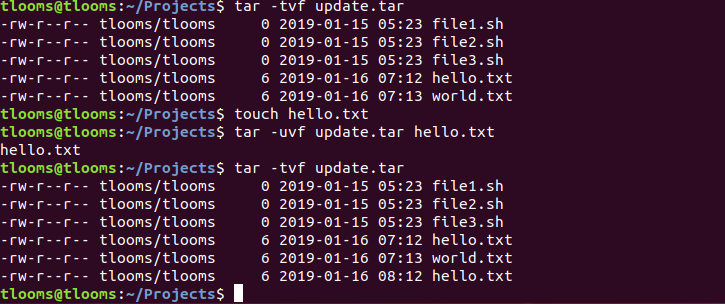 tlooms@tlooms:~/Projects$ tar -tvf update.tar
-rw-r--r-- tlooms/tlooms     0 2019-01-15 05:23 file1.sh
-rw-r--r-- tlooms/tlooms     0 2019-01-15 05:23 file2.sh
-rw-r--r-- tlooms/tlooms     0 2019-01-15 05:23 file3.sh
-rw-r--r-- tlooms/tlooms     6 2019-01-16 07:12 hello.txt
-rw-r--r-- tlooms/tlooms     6 2019-01-16 07:13 world.txt
tlooms@tlooms:~/Projects$ touch hello.txt
tlooms@tlooms:~/Projects$ tar -uvf update.tar hello.txt
hello.txt
tlooms@tlooms:~/Projects$ tar -tvf update.tar
-rw-r--r-- tlooms/tlooms     0 2019-01-15 05:23 file1.sh
-rw-r--r-- tlooms/tlooms     0 2019-01-15 05:23 file2.sh
-rw-r--r-- tlooms/tlooms     0 2019-01-15 05:23 file3.sh
-rw-r--r-- tlooms/tlooms     6 2019-01-16 07:12 hello.txt
-rw-r--r-- tlooms/tlooms     6 2019-01-16 07:13 world.txt
-rw-r--r-- tlooms/tlooms     6 2019-01-16 08:12 hello.txt
tlooms@tlooms:~/Projects$